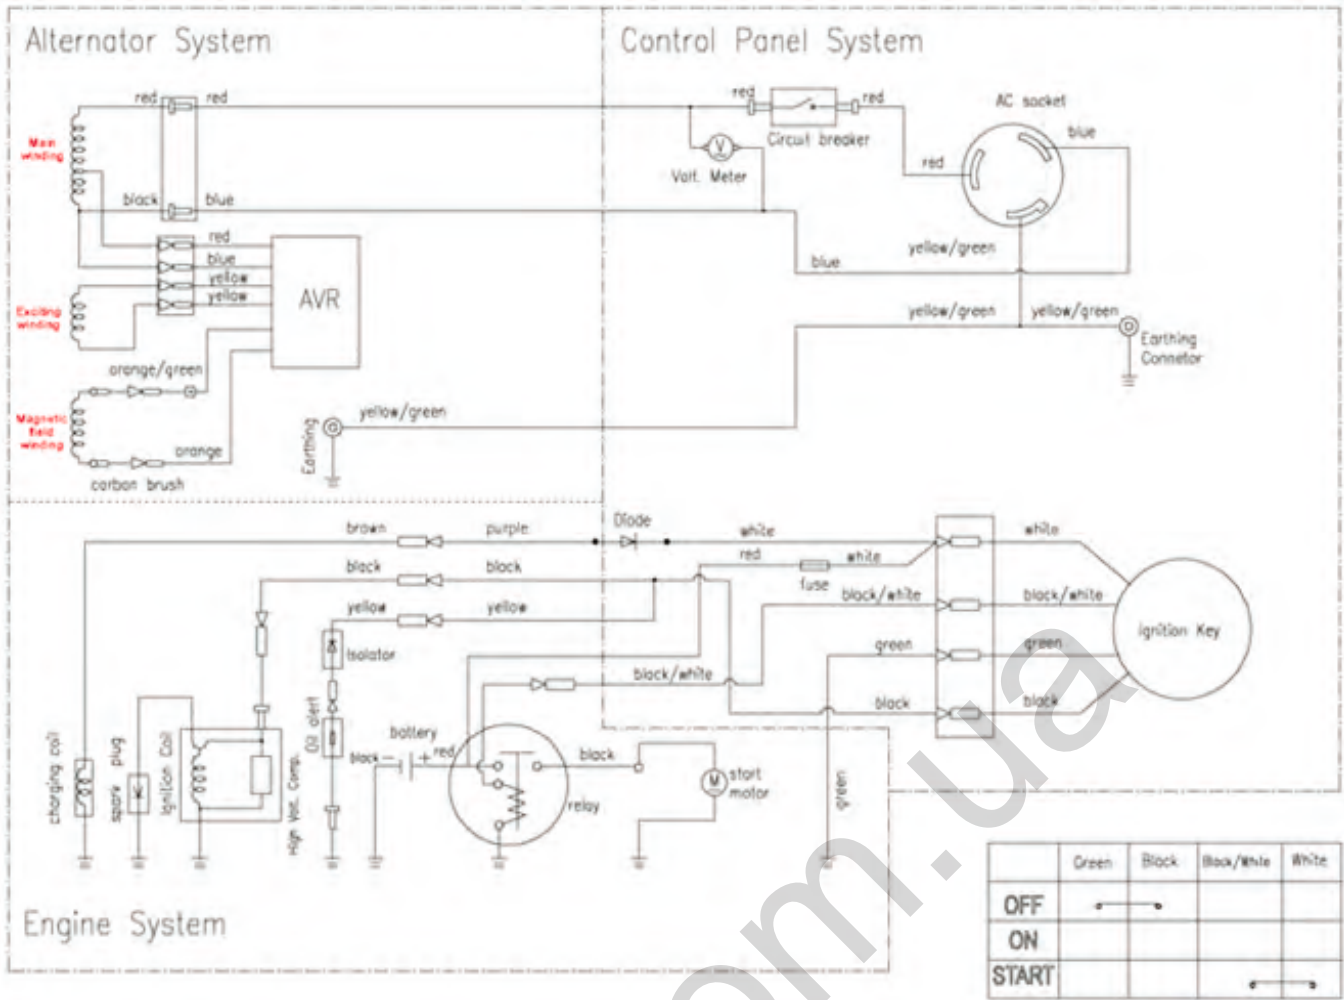 Alternator System
Control Panel System
red
red
red
red
AC socket
Main
winding
Circuit breaker
blue
Volt. Meter
V
red
black
blue
red
blue
yellow
yellow
AVR
yellow/green
blue
Exciting
winding
yellow/green
yellow/green
Earthing
Connetor
orange/green
Magnetic
field
winding
yellow/green
Earthing
orange
carbon brush
brown
purple
Diode
white
white
red
white
fuse
black
black
black/white
black/white
yellow
yellow
Ignition Key
Isolator
green
green
black/white
black
black
Oil alert
battery
black
-
+
red
black
start
motor
M
relay
green
charging coil
spark plug
Ignition Coil
High Volt. Comp.
Engine System
Green
Black
Black/White
White
OFF
ON
START
om.ua